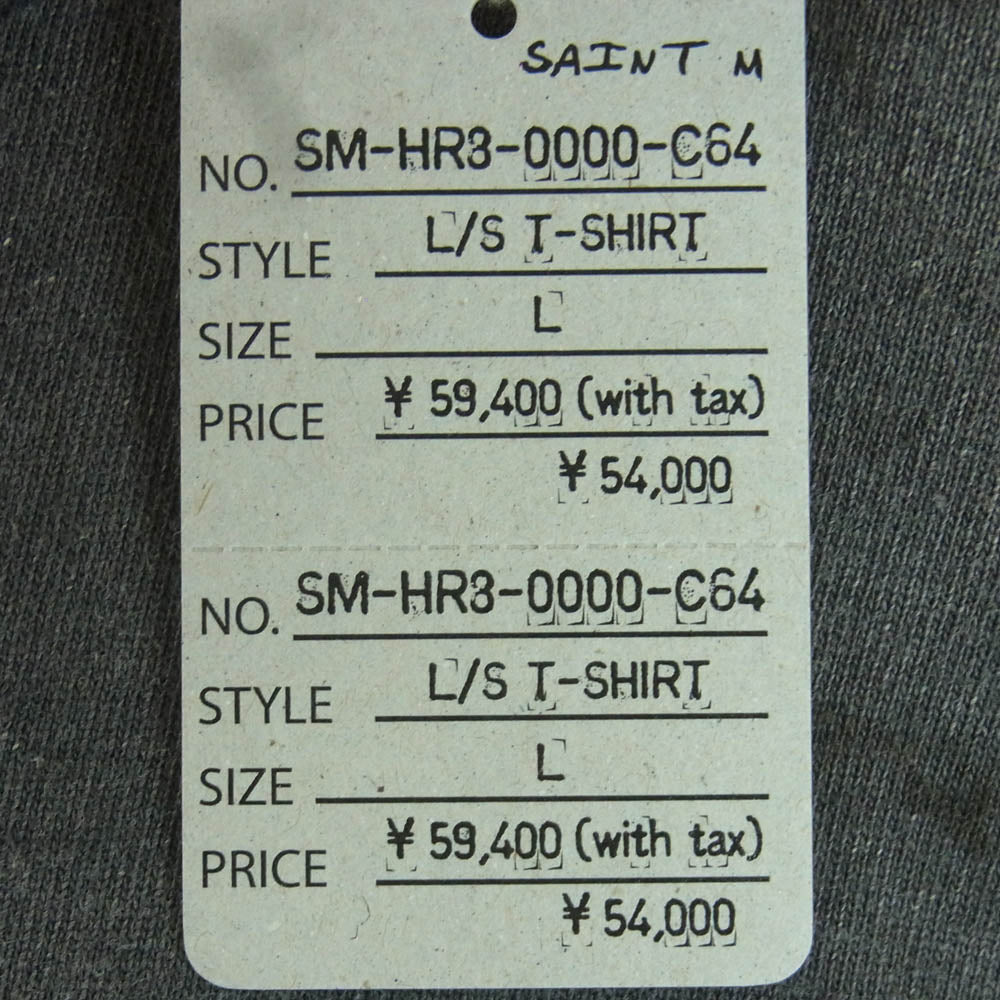 SAINT M
NO. SM-HR3-0000-C64
STYLE L/S T-SHIRT
SIZE L
PRICE ¥ 59,400 (with tax)
¥ 54,000
NO. SM-HR3-0000-C64
STYLE L/S T-SHIRT
SIZE L
PRICE ¥ 59,400 (with tax)
¥ 54,000